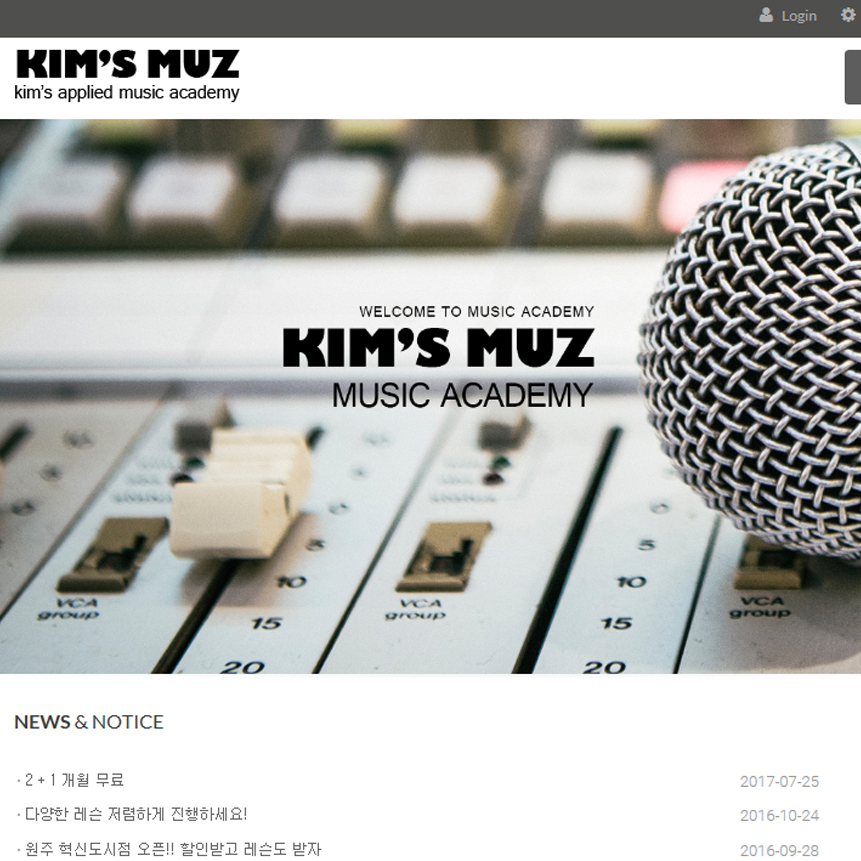 Login
KIM'S MUZ
kim's applied music academy
WELCOME TO MUSIC ACADEMY
KIM'S MUZ
MUSIC ACADEMY
5 5
10 10
VCA group VCA group VCA group
15 15
20 20
NEWS & NOTICE
· 2 + 1 개월 무료 2017-07-25
· 다양한 레슨 저렴하게 진행하세요! 2016-10-24
· 원주 혁신도시점 오픈!! 할인받고 레슨도 받자 2016-09-28